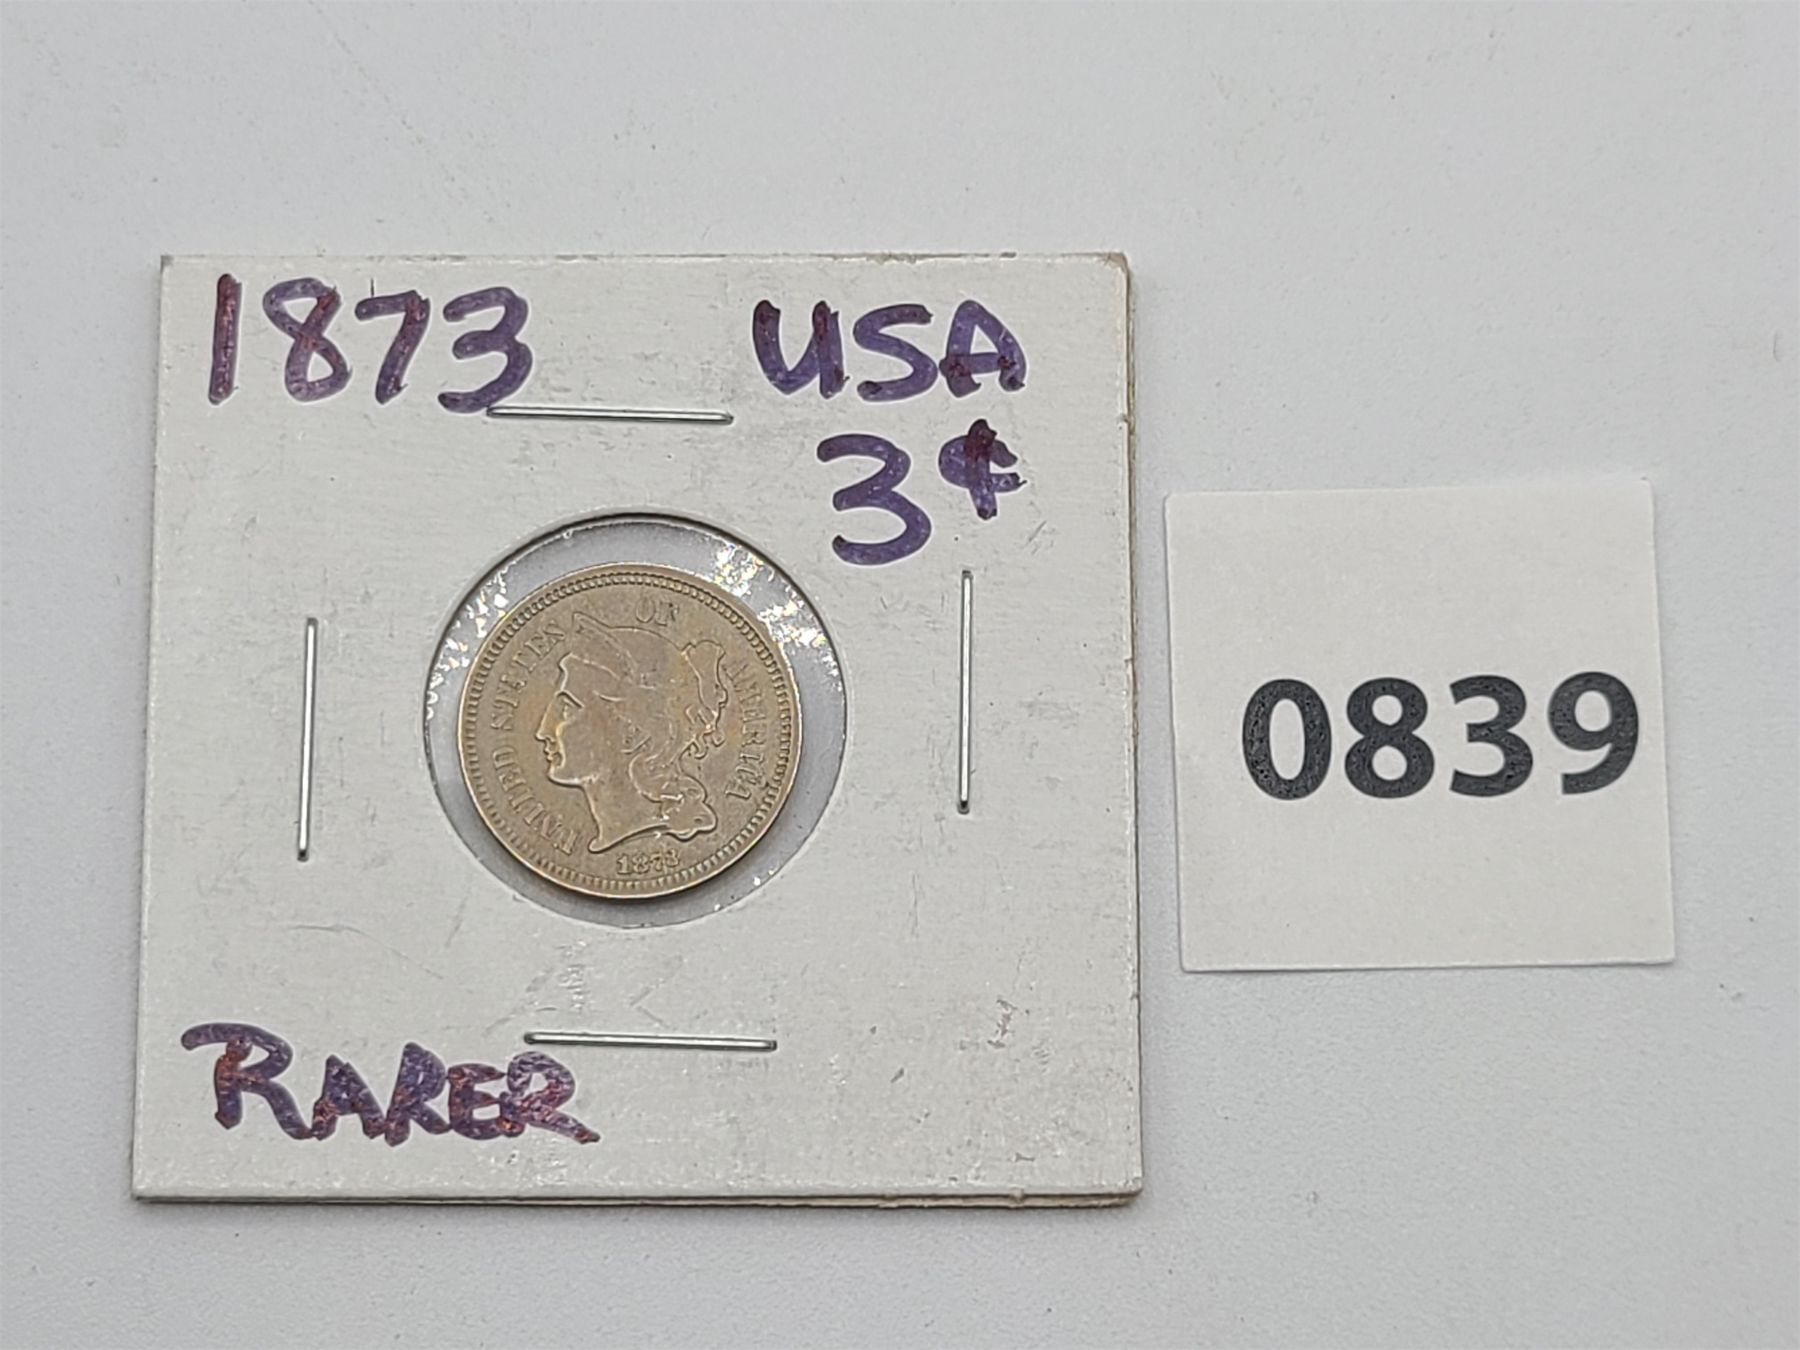 1873 USA
3¢
UNITED STATES OF AMERICA
1873
RARER
0839